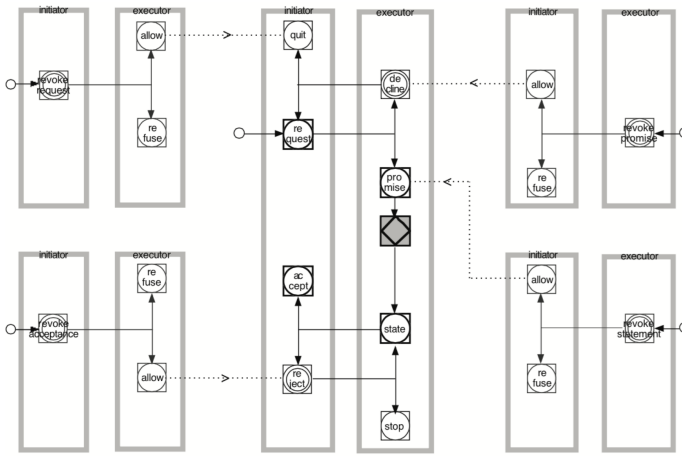 initiator
executor
initiator
executor
initiator
executor
allow
quit
revoke
request
de
cline
allow
re
fuse
re
quest
revoke
promise
pro
mise
re
fuse
initiator
executor
initiator
executor
re
fuse
ac
cept
allow
revoke
acceptance
state
revoke
statement
allow
re
ject
re
fuse
stop